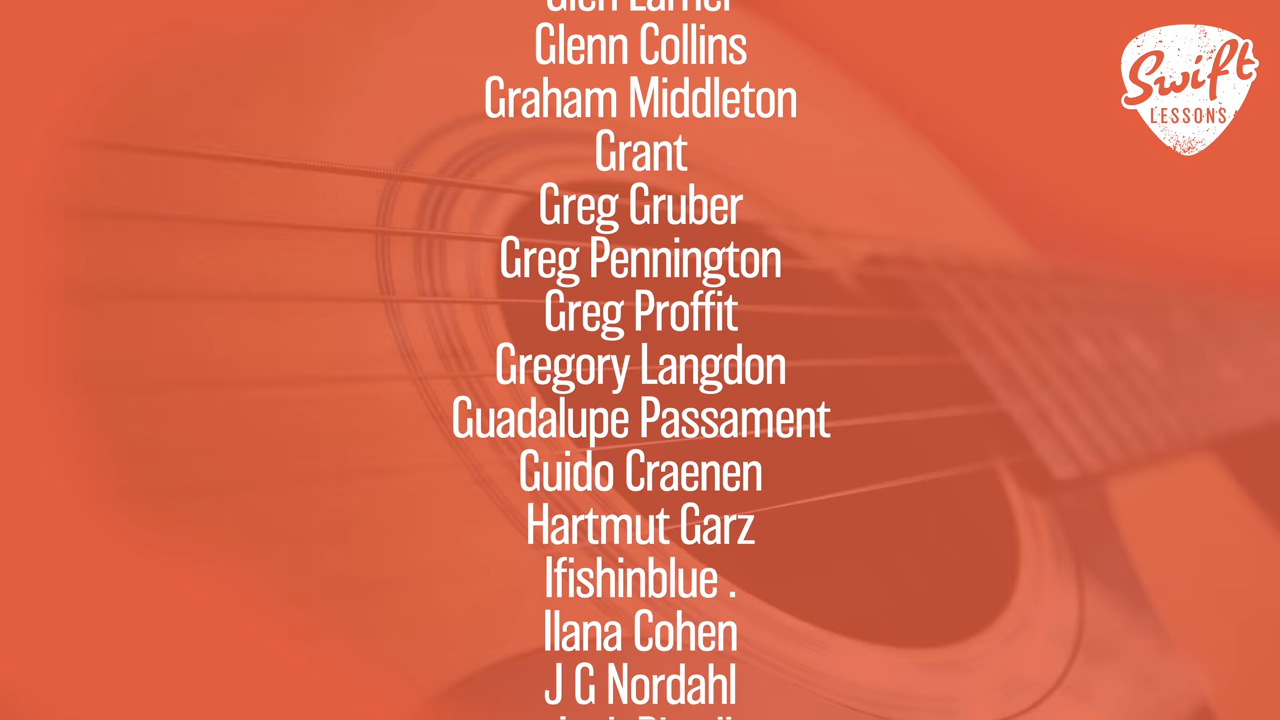 Glenn Collins
Graham Middleton
Grant
Greg Gruber
Greg Pennington
Greg Proffit
Gregory Langdon
Guadalupe Passament
Guido Craenen
Hartmut Garz
Ifishinblue .
Ilana Cohen
J G Nordahl
Swift
LESSONS